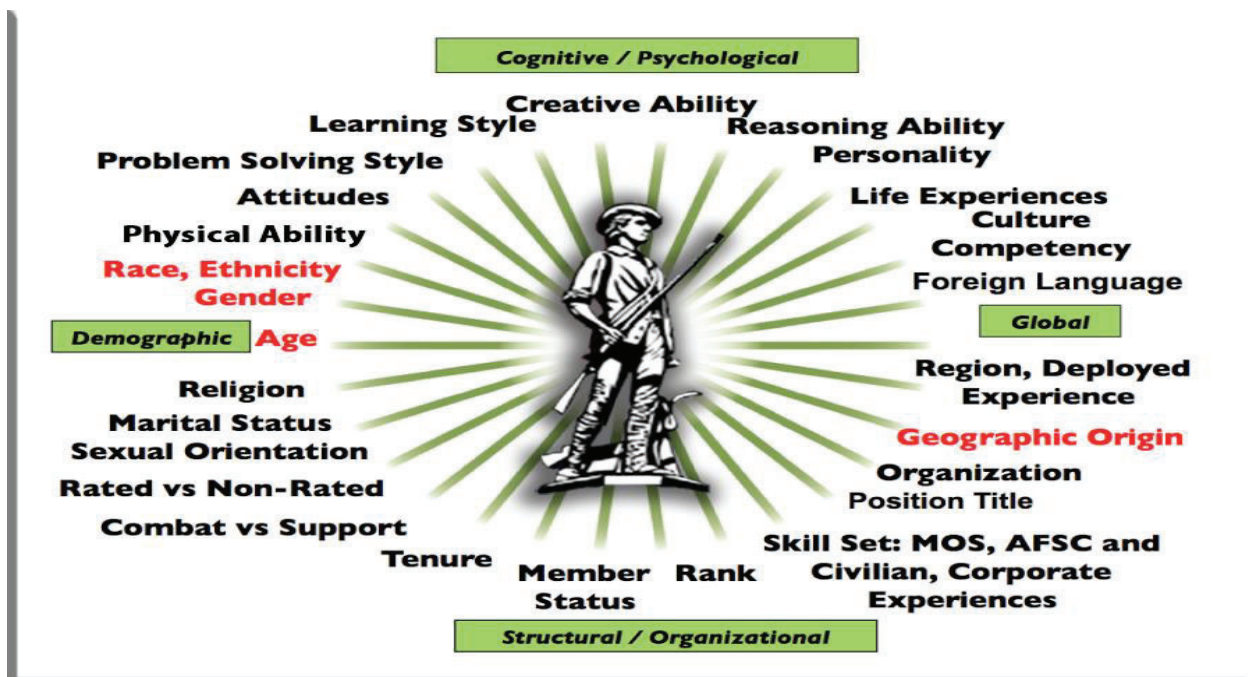 Cognitive / Psychological
Creative Ability
Learning Style
Reasoning Ability
Problem Solving Style
Personality
Attitudes
Life Experiences
Physical Ability
Culture
Competency
Race, Ethnicity
Foreign Language
Gender
Demographic
Age
Global
Religion
Region, Deployed
Experience
Marital Status
Geographic Origin
Sexual Orientation
Organization
Rated vs Non-Rated
Position Title
Combat vs Support
Skill Set: MOS, AFSC and
Civilian, Corporate
Experiences
Tenure
Member
Status
Rank
Structural / Organizational